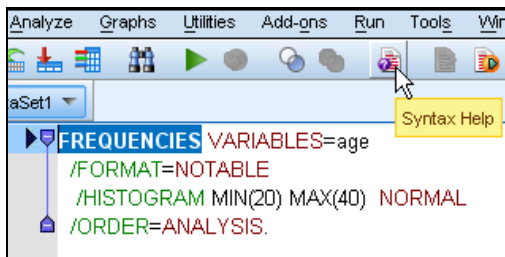 Analyze Graphs Utilities Add-ons Run Tools
aSet1
Syntax Help
FREQUENCIES VARIABLES=age
/FORMAT=NOTABLE
/HISTOGRAM MIN(20) MAX(40) NORMAL
/ORDER=ANALYSIS.